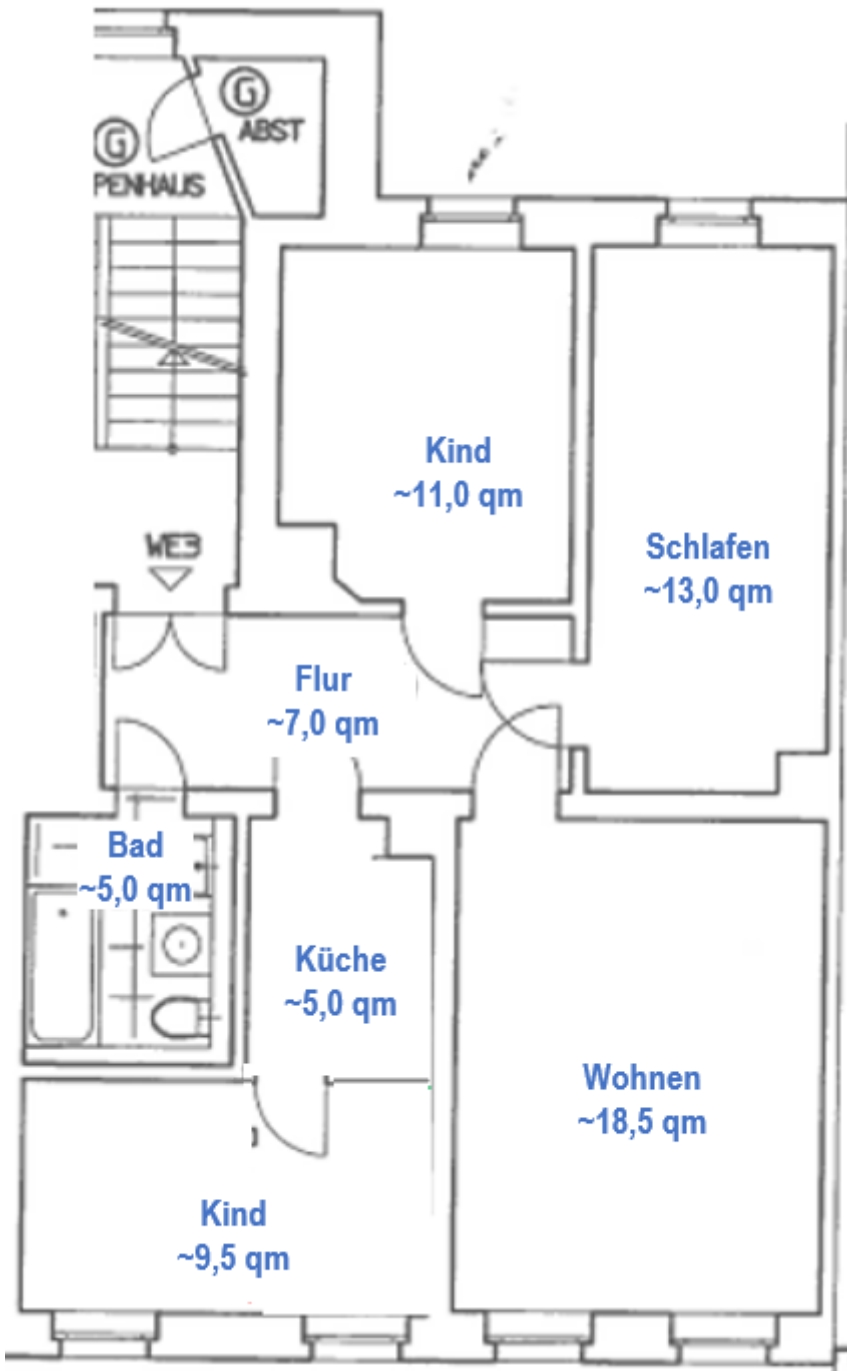 G
ABST
G
PENHAUS
Kind
~11,0 qm
Schlafen
~13,0 qm
WE3
Flur
~7,0 qm
Bad
~5,0 qm
Küche
~5,0 qm
Wohnen
~18,5 qm
Kind
~9,5 qm